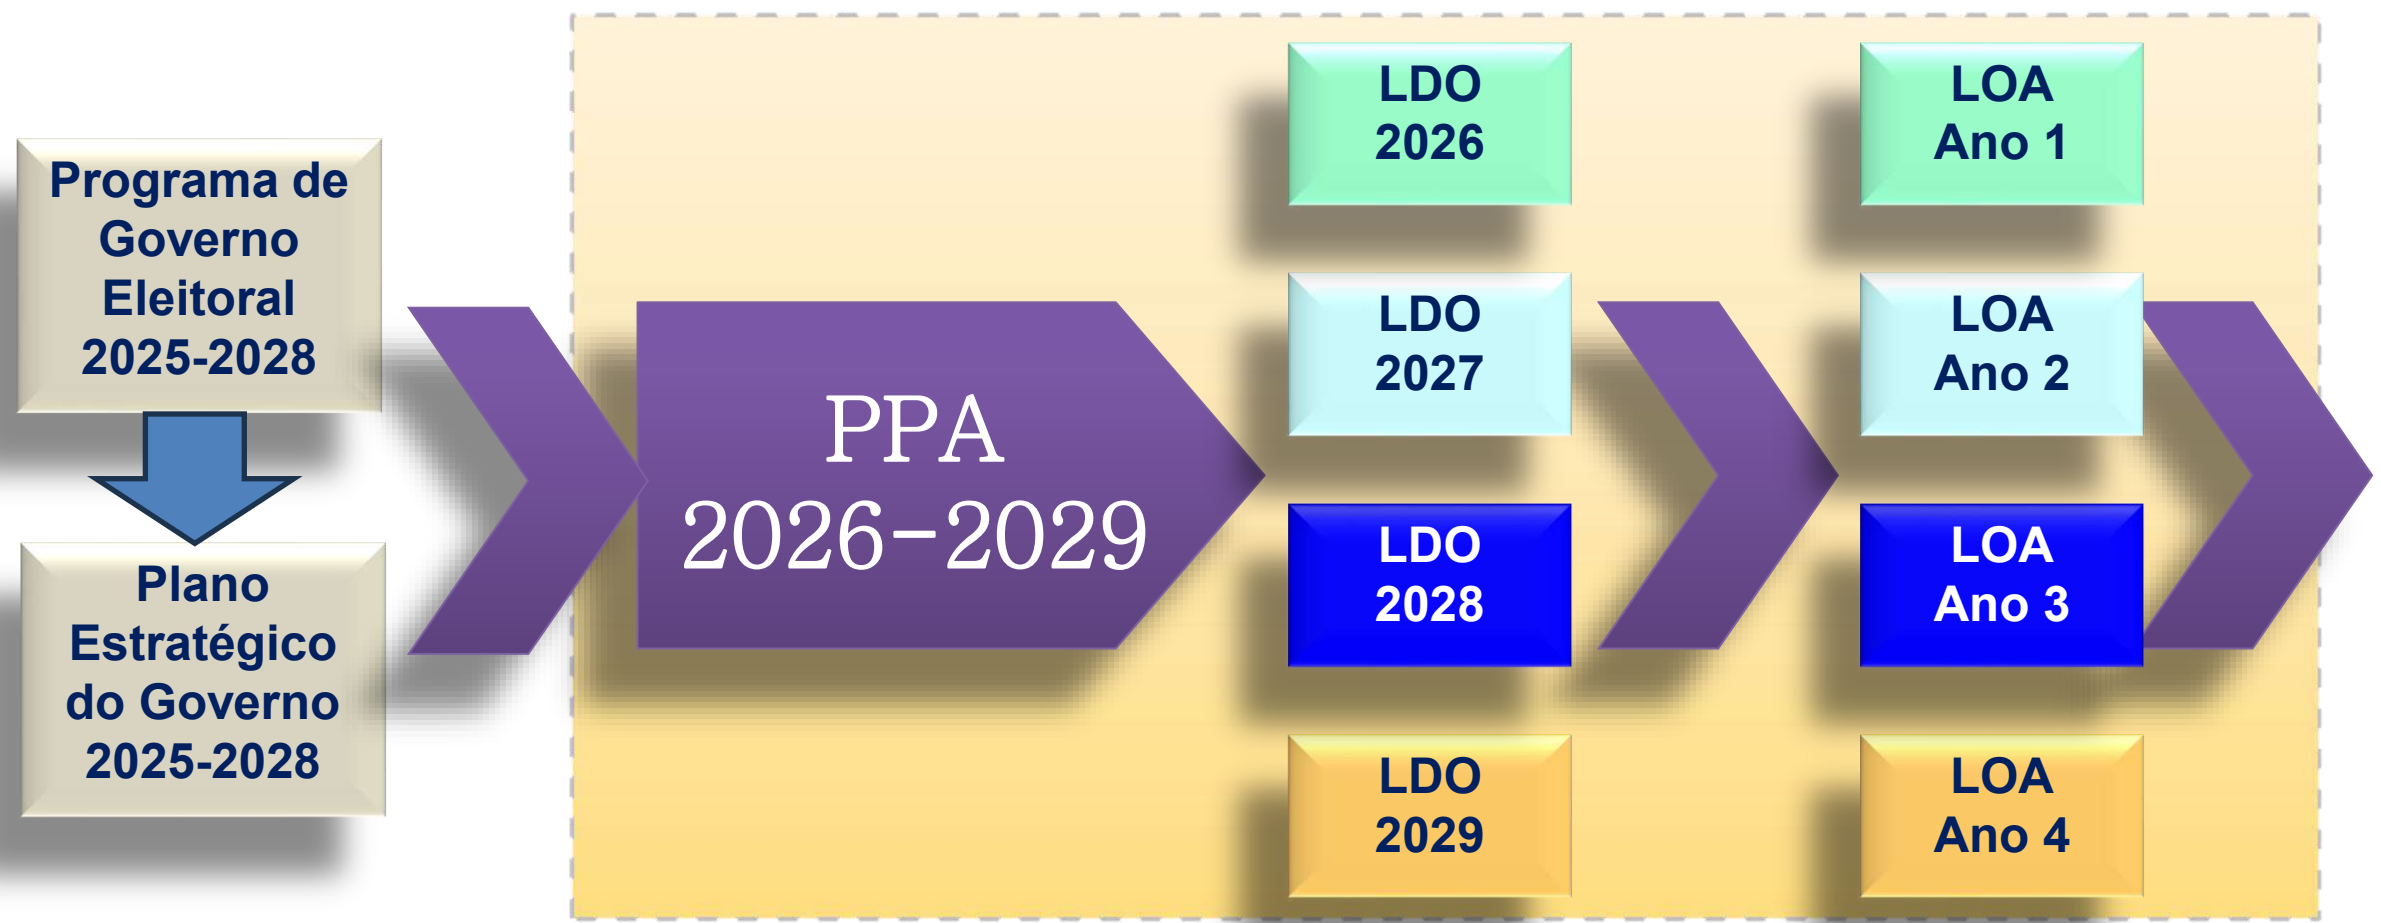 Programa de
Governo
Eleitoral
2025-2028
Plano
Estratégico
do Governo
2025-2028
PPA
2026-2029
LDO
2026
LDO
2027
LDO
2028
LDO
2029
LOA
Ano 1
LOA
Ano 2
LOA
Ano 3
LOA
Ano 4